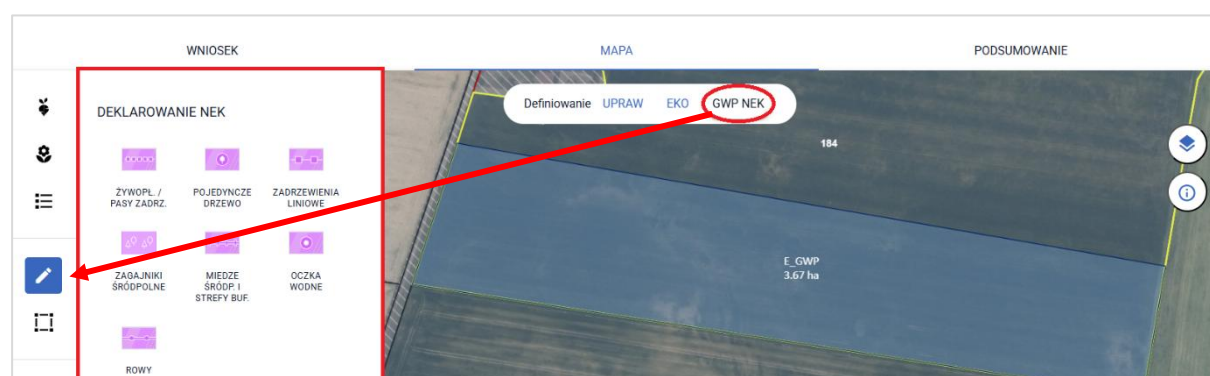 WNIOSEK
MAPA
PODSUMOWANIE
DEKLAROWANIE NEK
Definiowanie UPRAW EKO GWP NEK
184
ŻYWOPŁ. /
PASY ZADRZ.
POJEDYNCZE
DRZEWO
ZADRZEWIENIA
LINIOWE
ZAGAJNIKI
ŚRÓDPOLNE
MIEDZE
ŚRÓDP. I
STREFY BUF.
OCZKA
WODNE
ROWY
E_GWP
3.67 ha